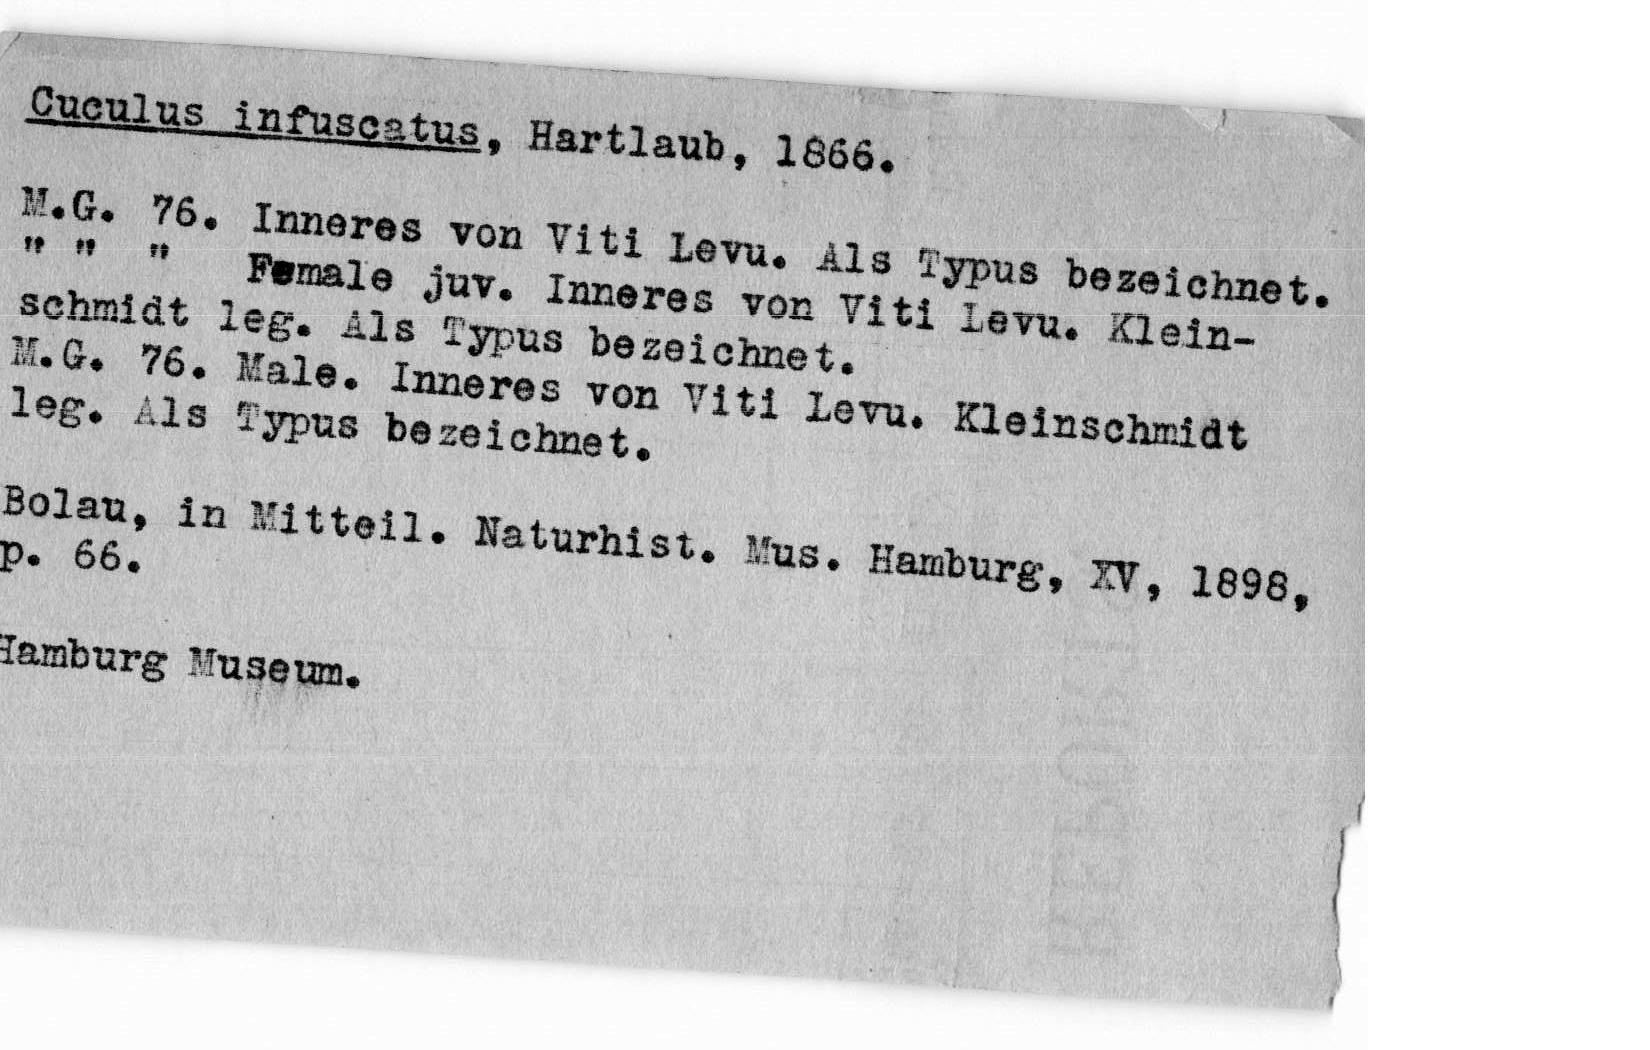 Cuculus infuscatus, Hartlaub, 1866.
M.G. 76. Inneres von Viti Levu. Als Typus bezeichnet.
" " " Female juv. Inneres von Viti Levu. Klein-
schmidt leg. Als Typus bezeichnet.
M.G. 76. Male. Inneres von Viti Levu. Kleinschmidt
leg. Als Typus bezeichnet.
Bolau, in Mitteil. Naturhist. Mus. Hamburg, XV, 1898,
p. 66.
Hamburg Museum.